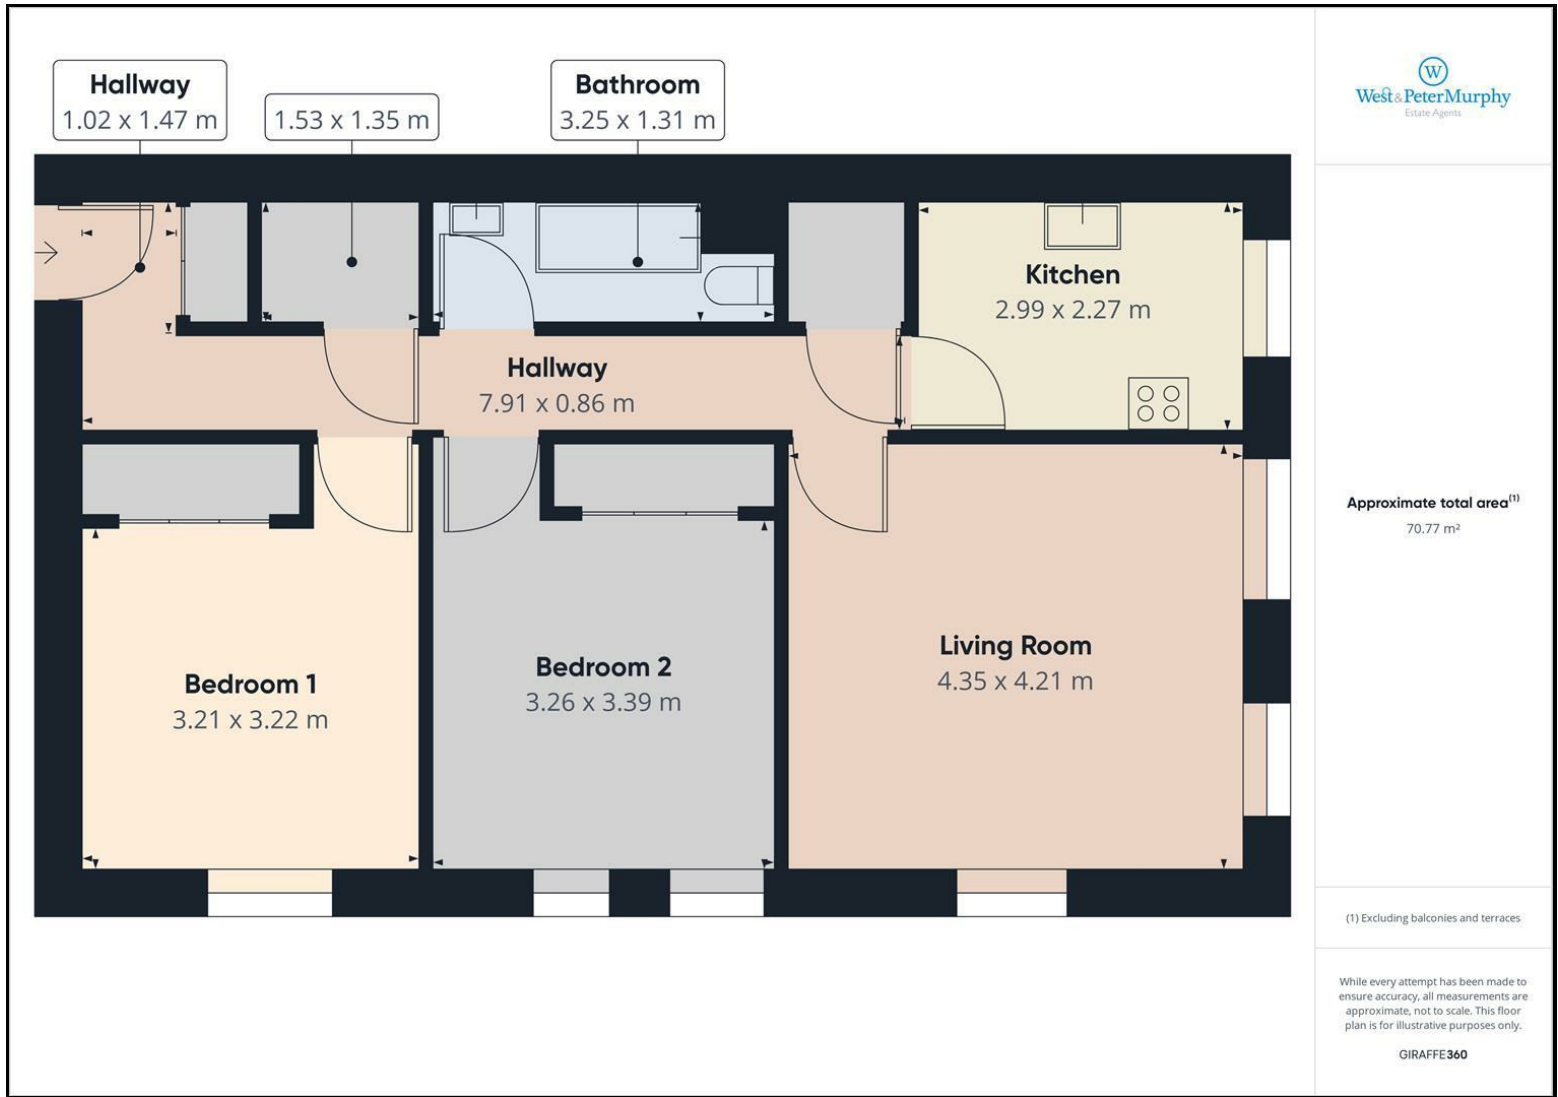 Hallway
1.02 x 1.47 m
1.53 x 1.35 m
Bathroom
3.25 x 1.31 m
Kitchen
2.99 x 2.27 m
Hallway
7.91 x 0.86 m
Bedroom 1
3.21 x 3.22 m
Bedroom 2
3.26 x 3.39 m
Living Room
4.35 x 4.21 m
W
West & PeterMurphy
Estate Agents
Approximate total area(1)
70.77 m²
(1) Excluding balconies and terraces
While every attempt has been made to
ensure accuracy, all measurements are
approximate, not to scale. This floor
plan is for illustrative purposes only.
GIRAFFE360